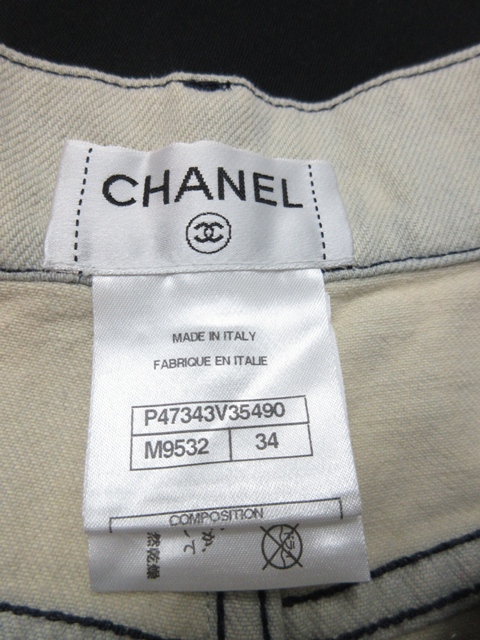 CHANEL
MADE IN ITALY
FABRIQUE EN ITALIE
P47343V35490
M9532 34
COMPOSITION